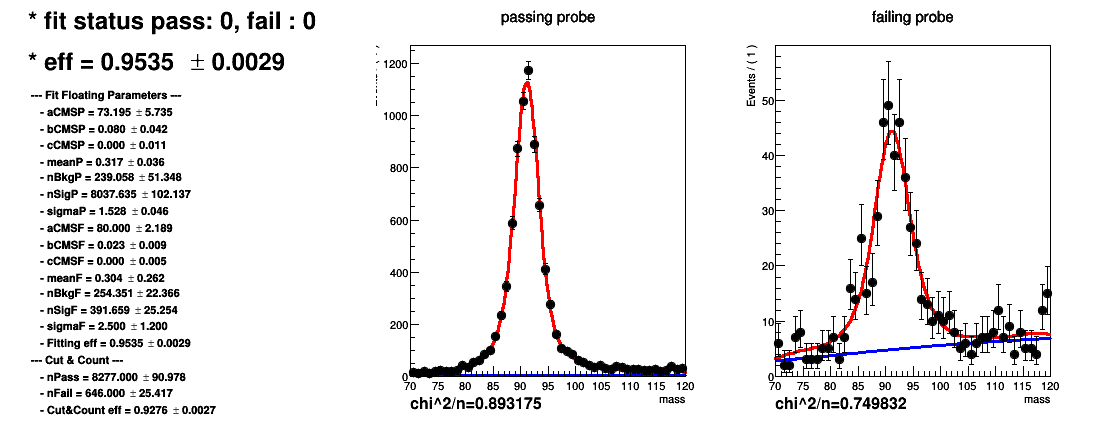 * fit status pass: 0, fail : 0
* eff = 0.9535 ± 0.0029
--- Fit Floating Parameters ---
- aCMSP = 73.195 ± 5.735
- bCMSP = 0.080 ± 0.042
- cCMSP = 0.000 ± 0.011
- meanP = 0.317 ± 0.036
- nBkgP = 239.058 ± 51.348
- nSigP = 8037.635 ± 102.137
- sigmaP = 1.528 ± 0.046
- aCMSF = 80.000 ± 2.189
- bCMSF = 0.023 ± 0.009
- cCMSF = 0.000 ± 0.005
- meanF = 0.304 ± 0.262
- nBkgF = 254.351 ± 22.366
- nSigF = 391.659 ± 25.254
- sigmaF = 2.500 ± 1.200
- Fitting eff = 0.9535 ± 0.0029
--- Cut & Count ---
- nPass = 8277.000 ± 90.978
- nFail = 646.000 ± 25.417
- Cut&Count eff = 0.9276 ± 0.0027
passing probe
1200
1000
800
600
400
200
0
70 75 80 85 90 95 100 105 110 115 120
mass
chi^2/n=0.893175
failing probe
Events / ( 1 )
50
40
30
20
10
0
70 75 80 85 90 95 100 105 110 115 120
mass
chi^2/n=0.749832